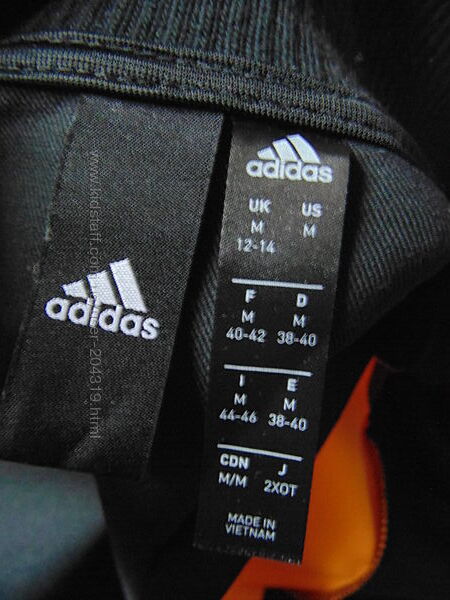 adidas
adidas
UK US
M M
12-14
F D
M M
40-42 38-40
I E
M M
44-46 38-40
CDN J
M/M 2XOT
MADE IN
VIETNAM